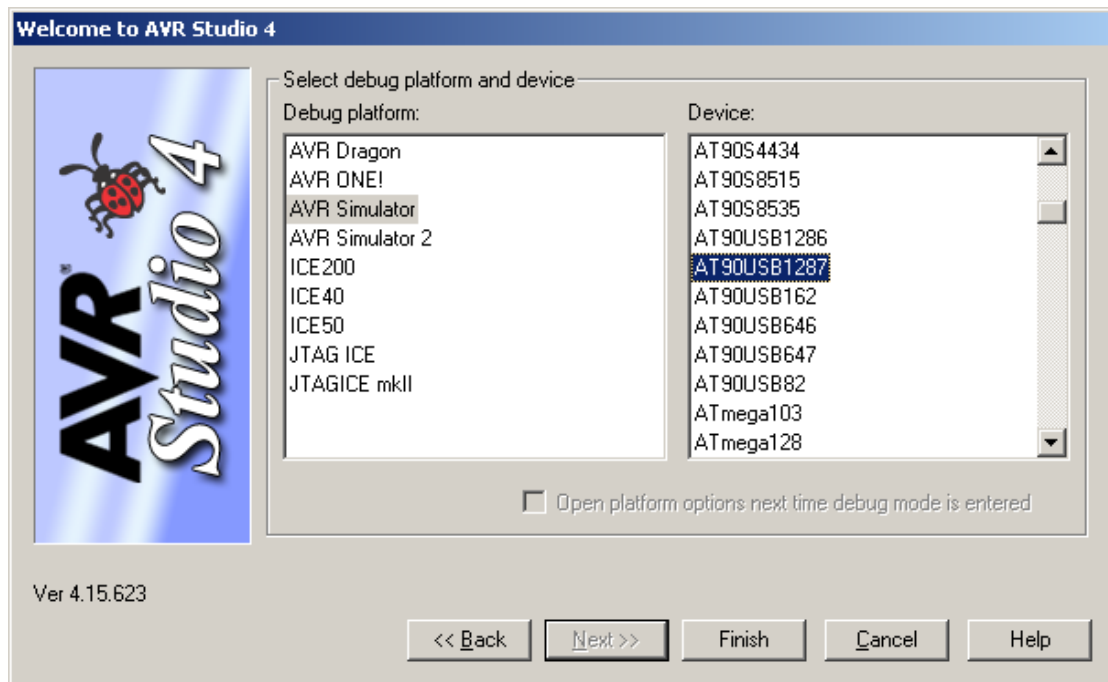 Welcome to AVR Studio 4
AVR
Studio 4
Select debug platform and device
Debug platform:
AVR Dragon
AVR ONE!
AVR Simulator
AVR Simulator 2
ICE200
ICE40
ICE50
JTAG ICE
JTAGICE mkII
Device:
AT90S4434
AT90S8515
AT90S8535
AT90USB1286
AT90USB1287
AT90USB162
AT90USB646
AT90USB647
AT90USB82
ATmega103
ATmega128
Open platform options next time debug mode is entered
Ver 4.15.623
<< Back
Next >>
Finish
Cancel
Help